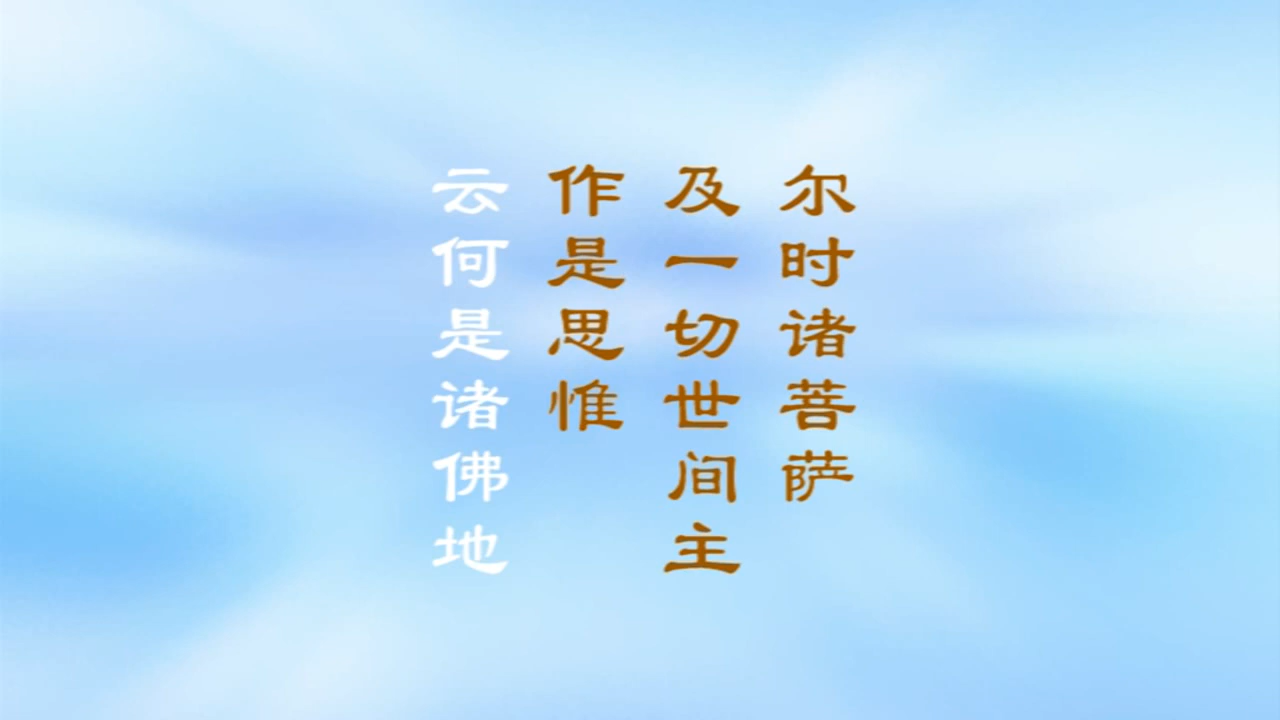 尔时诸菩萨
及一切世间主
作是思惟
云何是诸佛地